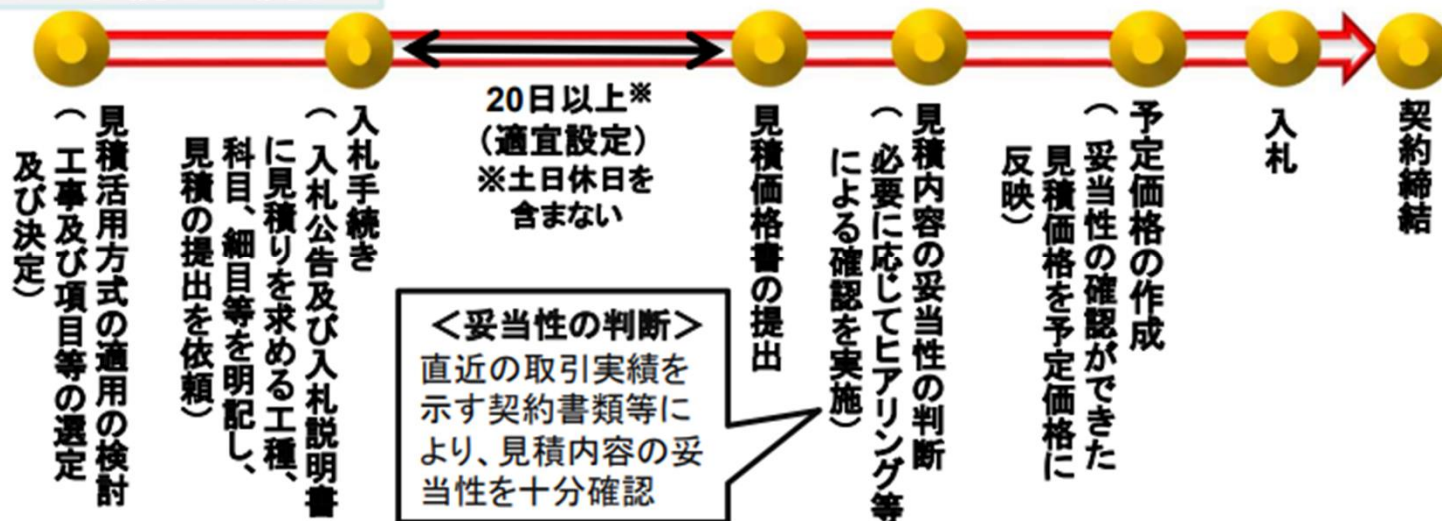 見積活用方式の適用の検討
（工事及び項目等の選定
及び決定）
入札手続き
（入札公告及び入札説明書
に見積りを求める工種、
科目、細目等を明記し、
見積の提出を依頼）
20日以上※
（適宜設定）
※土日休日を
含まない
見積価格書の提出
見積内容の妥当性の判断
（必要に応じてヒアリング等
による確認を実施）
＜妥当性の判断＞
直近の取引実績を
示す契約書類等に
より、見積内容の妥
当性を十分確認
予定価格の作成
（妥当性の確認ができた
見積価格を予定価格に
反映）
入札
契約締結